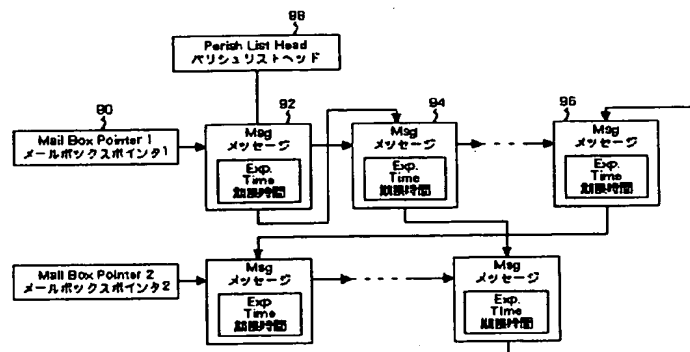 98
Perish List Head
パリシュリストヘッド
90
92
94
96
Mail Box Pointer 1
メールボックスポインタ1
Msg
メッセージ
Exp.
Time
期限時間
Msg
メッセージ
Exp.
Time
期限時間
Msg
メッセージ
Exp.
Time
期限時間
Mail Box Pointer 2
メールボックスポインタ2
Msg
メッセージ
Exp.
Time
期限時間
Msg
メッセージ
Exp.
Time
期限時間